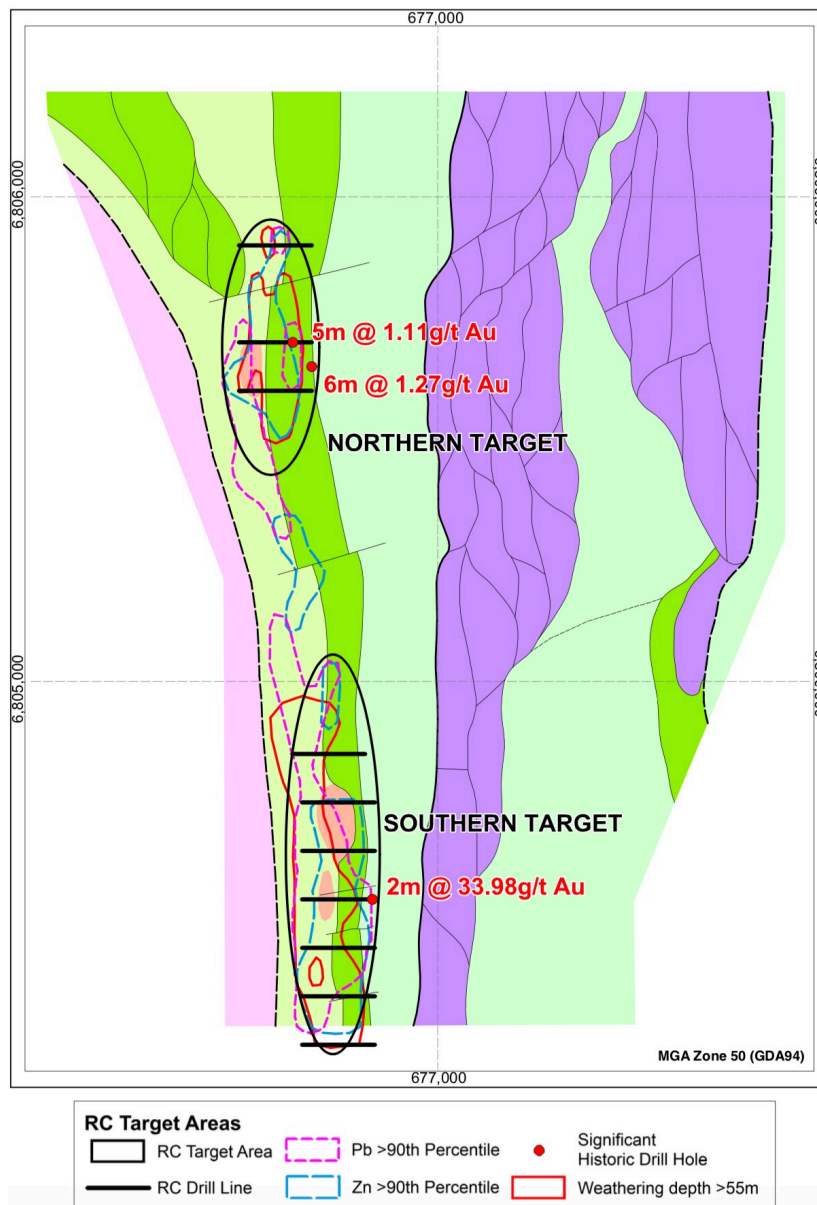 677,000
6,806,000
5m @ 1.11g/t Au
6m @ 1.27g/t Au
NORTHERN TARGET
6,805,000
SOUTHERN TARGET
2m @ 33.98g/t Au
MGA Zone 50 (GDA94)
677,000
RC Target Areas
RC Target Area
Pb >90th Percentile
Significant
Historic Drill Hole
RC Drill Line
Zn >90th Percentile
Weathering depth >55m